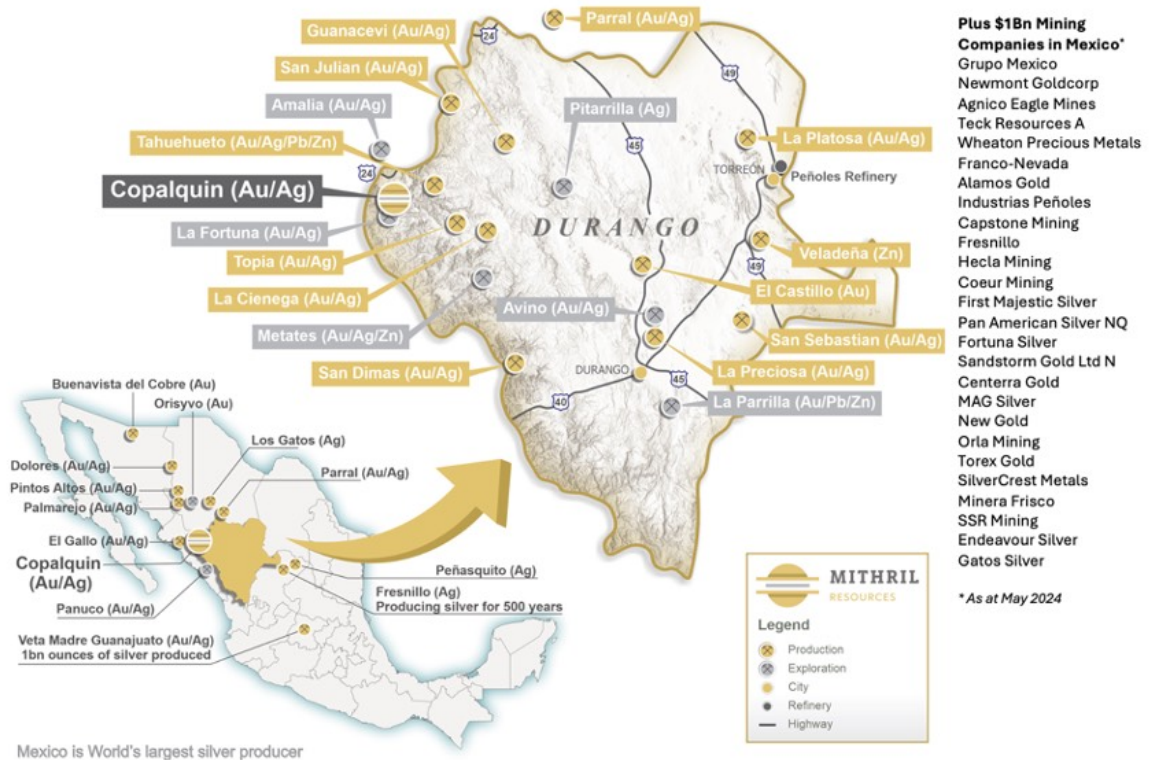 Parral (Au/Ag)
Guanacevi (Au/Ag)
24
San Julian (Au/Ag)
49
Amalia (Au/Ag)
Pitarrilla (Ag)
La Platosa (Au/Ag)
Tahuehueto (Au/Ag/Pb/Zn)
45
24
TORREÓN
Peñoles Refinery
Copalquin (Au/Ag)
DURANGO
La Fortuna (Au/Ag)
Topia (Au/Ag)
Veladeña (Zn)
49
La Cienega (Au/Ag)
El Castillo (Au)
Avino (Au/Ag)
Metates (Au/Ag/Zn)
San Sebastian (Au/Ag)
San Dimas (Au/Ag)
DURANGO
La Preciosa (Au/Ag)
45
40
La Parrilla (Au/Pb/Zn)
Buenavista del Cobre (Au)
Orisyvo (Au)
Los Gatos (Ag)
Dolores (Au/Ag)
Parral (Au/Ag)
Pintos Altos (Au/Ag)
Palmarejo (Au/Ag)
El Gallo (Au/Ag)
Copalquin
(Au/Ag)
Peñasquito (Ag)
Panuco (Au/Ag)
Fresnillo (Ag)
Producing silver for 500 years
Veta Madre Guanajuato (Au/Ag)
1bn ounces of silver produced
Mexico is World's largest silver producer
MITHRIL
RESOURCES
Legend
Production
Exploration
City
Refinery
Highway
Plus $1Bn Mining
Companies in Mexico*
Grupo Mexico
Newmont Goldcorp
Agnico Eagle Mines
Teck Resources A
Wheaton Precious Metals
Franco-Nevada
Alamos Gold
Industrias Peñoles
Capstone Mining
Fresnillo
Hecla Mining
Coeur Mining
First Majestic Silver
Pan American Silver NQ
Fortuna Silver
Sandstorm Gold Ltd N
Centerra Gold
MAG Silver
New Gold
Orla Mining
Torex Gold
SilverCrest Metals
Minera Frisco
SSR Mining
Endeavour Silver
Gatos Silver
*As at May 2024